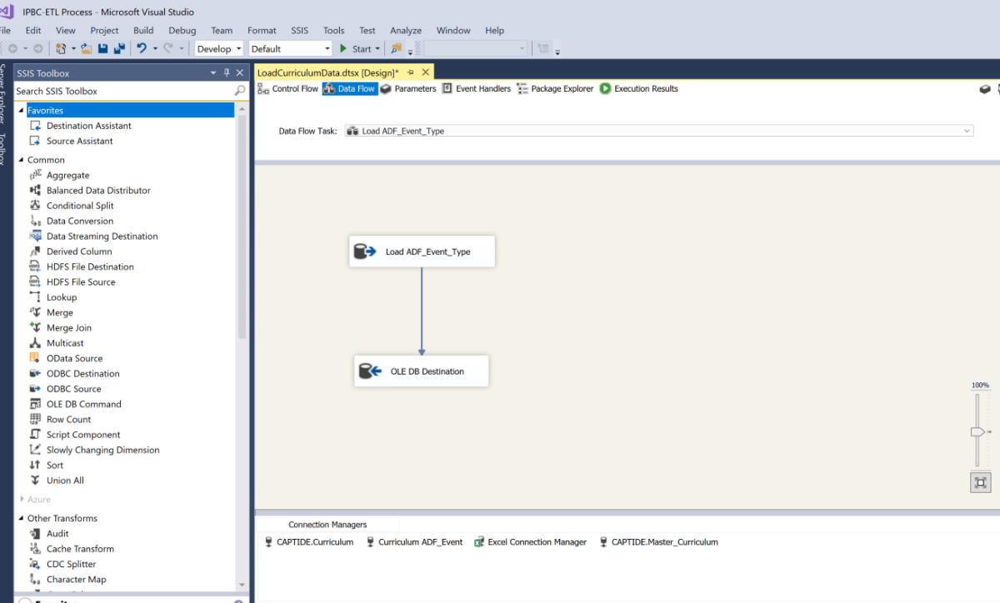 IPBC-ETL Process - Microsoft Visual Studio
File Edit View Project Build Debug Team Format SSIS Tools Test Analyze Window Help
Develop Default Start
Server Explorer
Toolbox
SSIS Toolbox
Search SSIS Toolbox
Favorites
Destination Assistant
Source Assistant
Common
Aggregate
Balanced Data Distributor
Conditional Split
Data Conversion
Data Streaming Destination
Derived Column
HDFS File Destination
HDFS File Source
Lookup
Merge
Merge Join
Multicast
OData Source
ODBC Destination
ODBC Source
OLE DB Command
Row Count
Script Component
Slowly Changing Dimension
Sort
Union All
Azure
Other Transforms
Audit
Cache Transform
CDC Splitter
Character Map
LoadCurriculumData.dtsx [Design]*
Control Flow Data Flow Parameters Event Handlers Package Explorer Execution Results
Data Flow Task: Load ADF_Event_Type
Load ADF_Event_Type
OLE DB Destination
100%
Connection Managers
CAPTIDE.Curriculum Curriculum ADF_Event Excel Connection Manager CAPTIDE.Master_Curriculum